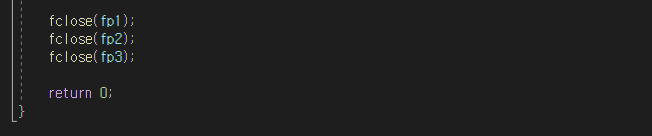 fclose(fp1);
fclose(fp2);
fclose(fp3);
return 0;
}